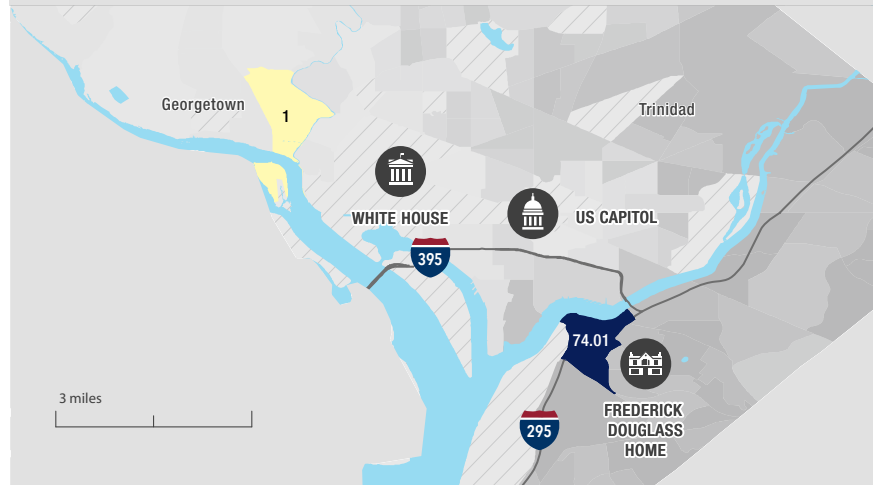 Georgetown
1
Trinidad
WHITE HOUSE
US CAPITOL
395
74.01
3 miles
FREDERICK
DOUGLASS
HOME
295